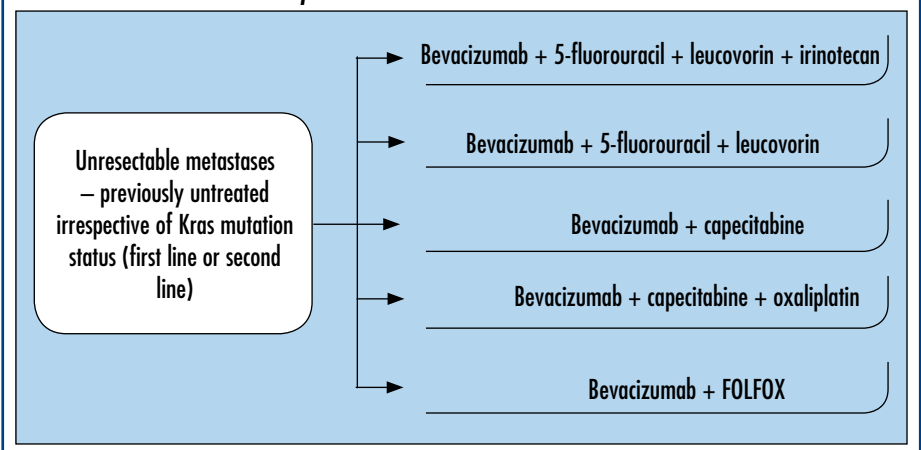 Bevacizumab + 5-fluorouracil + leucovorin + irinotecan
Bevacizumab + 5-fluorouracil + leucovorin
Unresectable metastases
– previously untreated
irrespective of Kras mutation
status (first line or second
line)
Bevacizumab + capecitabine
Bevacizumab + capecitabine + oxaliplatin
Bevacizumab + FOLFOX